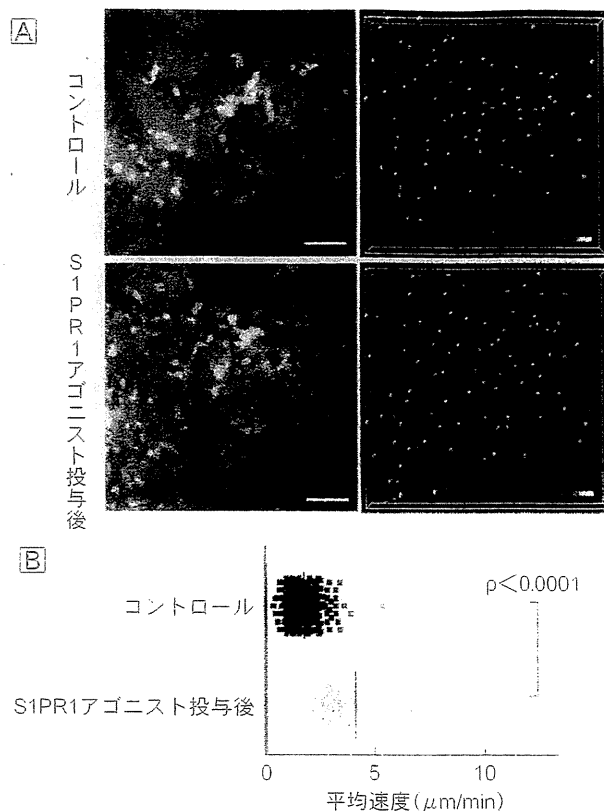 A
コントロール
S1PR1アゴニスト投与後
B
コントロール
p<0.0001
S1PR1アゴニスト投与後
0
5
10
平均速度(μm/min)